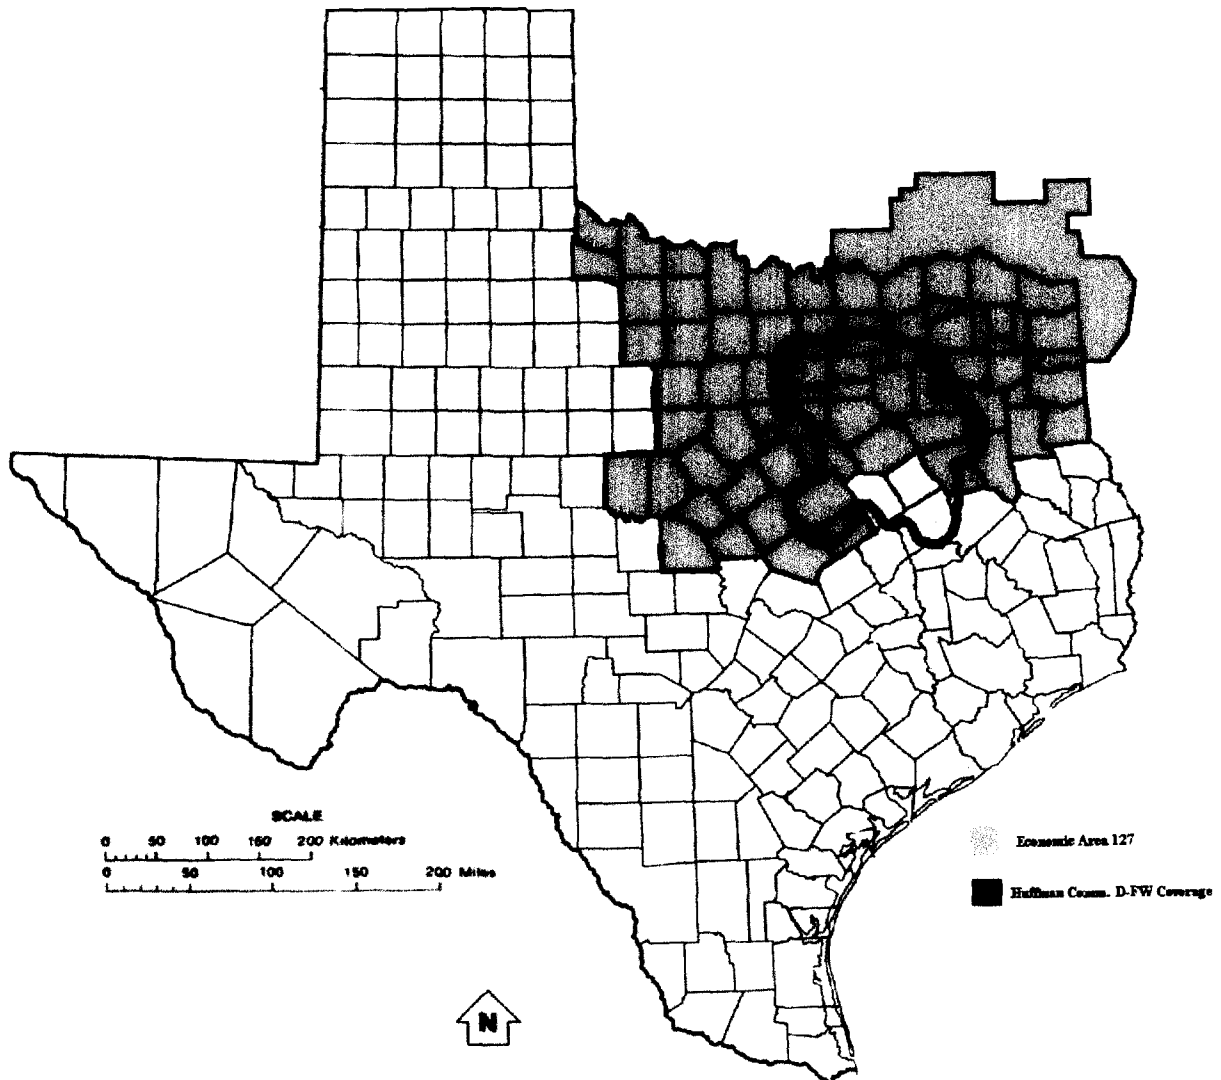 SCALE
0 50 100 150 200 Kilometers
0 50 100 150 200 Miles
Economic Area 127
Huffman Comm. D-FW Coverage
N